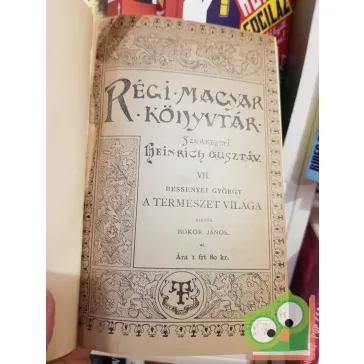 RÉGI · MAGYAR
· KÖNYVTÁR ·
SZERKESZTI
HEINRICH GUSZTÁV.
VII.
BESSENYEI GYÖRGY
A TERMÉSZET VILÁGA
KIADTA
BOKOR JÁNOS.
Ára 1 frt 80 kr.
FT